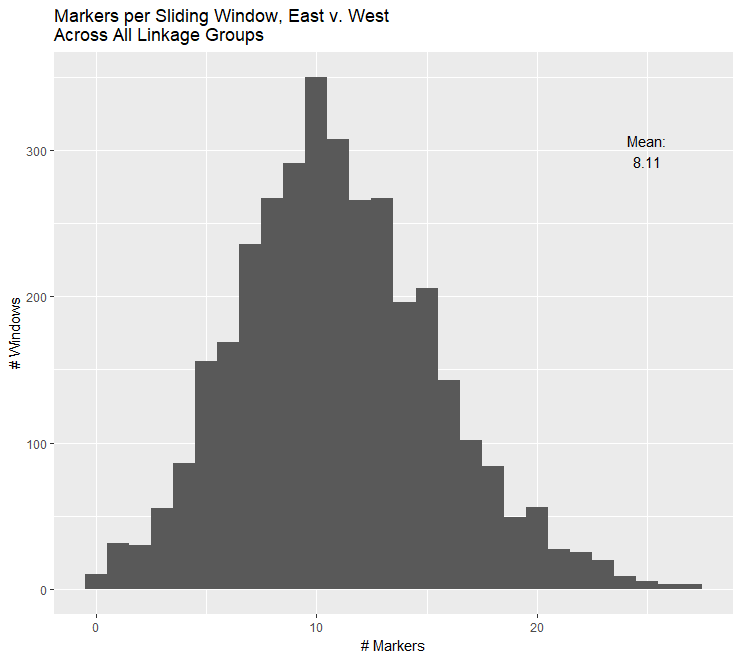 Markers per Sliding Window, East v. West
Across All Linkage Groups
Mean:
8.11
300
200
100
0
# Windows
0 10 20
# Markers